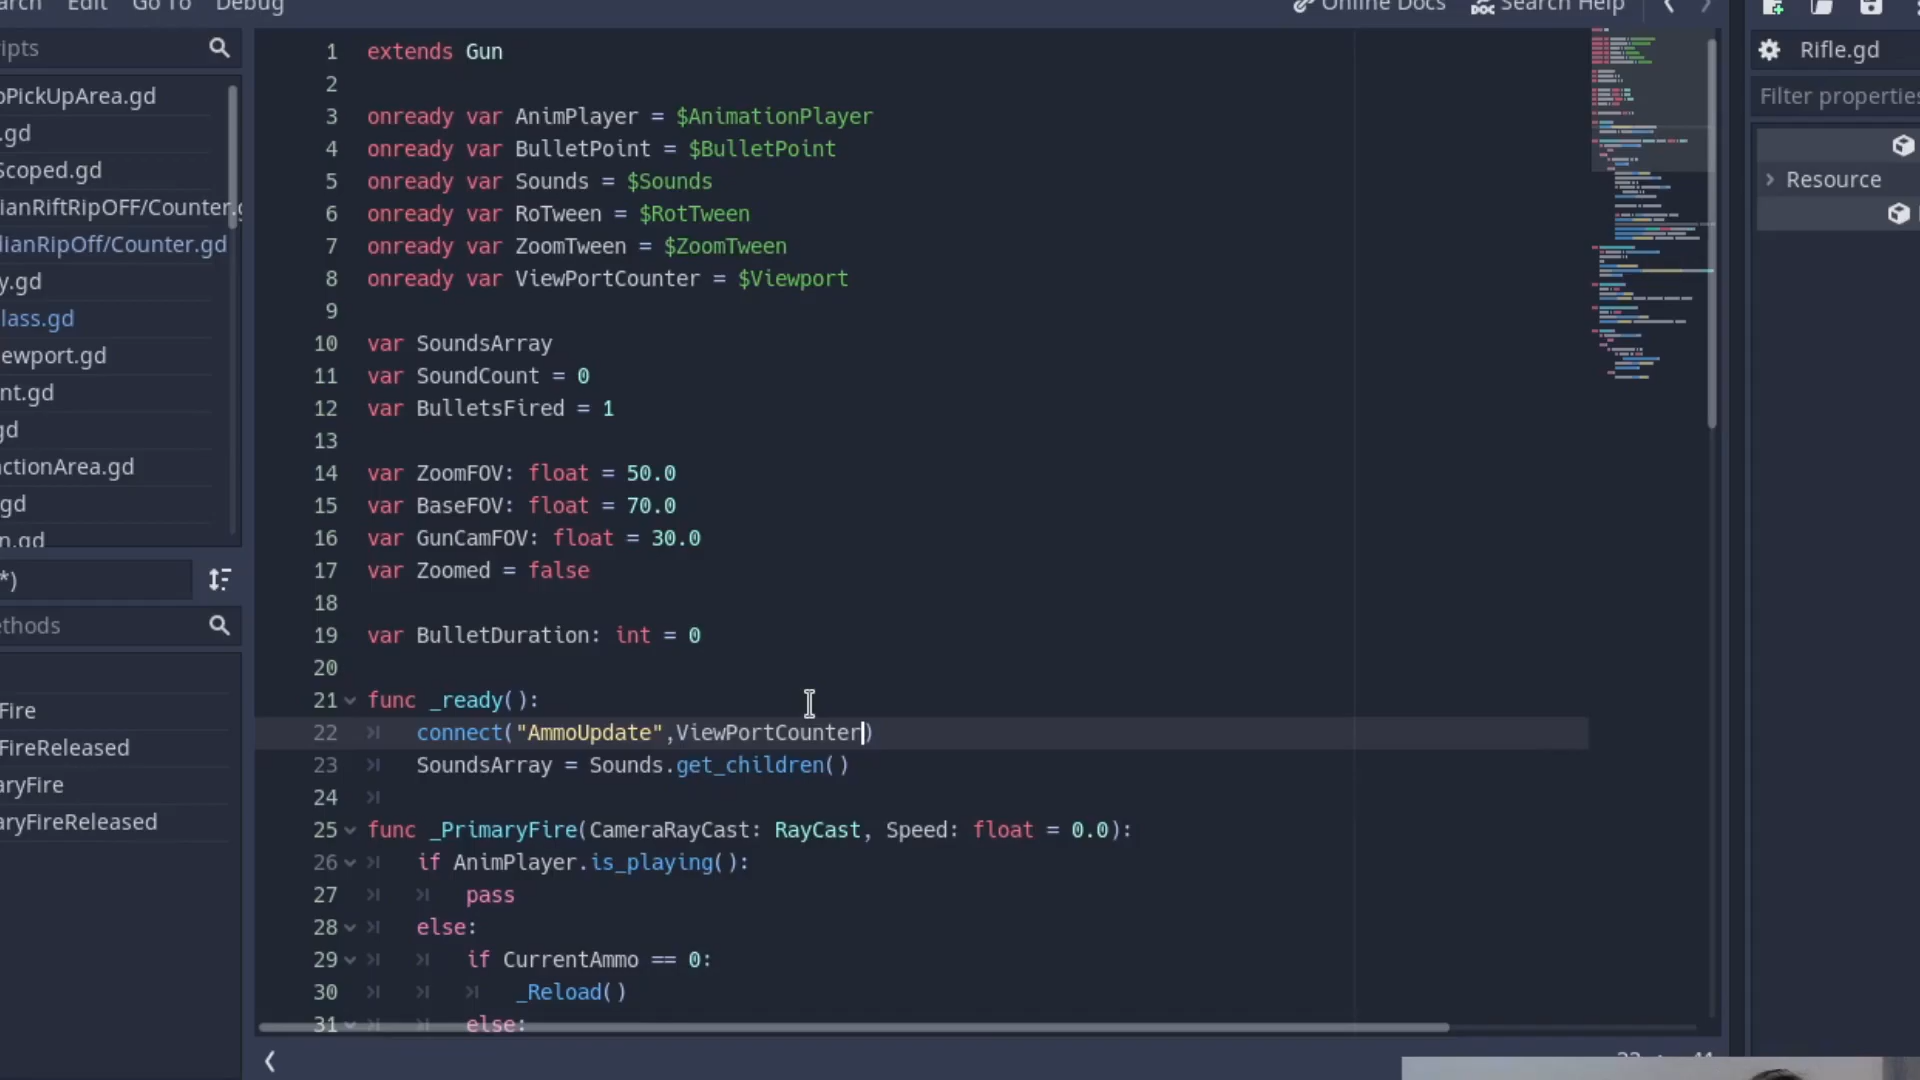 arch Edit Go To Debug
Online Docs Search Help
ipts
oPickUpArea.gd
.gd
Scoped.gd
ianRiftRipOFF/Counter.g
lianRipOff/Counter.gd
y.gd
lass.gd
ewport.gd
nt.gd
gd
actionArea.gd
.gd
n.gd
*)
ethods
Fire
FireReleased
aryFire
aryFireReleased
1 extends Gun
2
3 onready var AnimPlayer = $AnimationPlayer
4 onready var BulletPoint = $BulletPoint
5 onready var Sounds = $Sounds
6 onready var RoTween = $RotTween
7 onready var ZoomTween = $ZoomTween
8 onready var ViewPortCounter = $Viewport
9
10 var SoundsArray
11 var SoundCount = 0
12 var BulletsFired = 1
13
14 var ZoomFOV: float = 50.0
15 var BaseFOV: float = 70.0
16 var GunCamFOV: float = 30.0
17 var Zoomed = false
18
19 var BulletDuration: int = 0
20
21 func _ready():
22 connect("AmmoUpdate",ViewPortCounter)
23 SoundsArray = Sounds.get_children()
24
25 func _PrimaryFire(CameraRayCast: RayCast, Speed: float = 0.0):
26 if AnimPlayer.is_playing():
27 pass
28 else:
29 if CurrentAmmo == 0:
30 _Reload()
31 else:
Rifle.gd
Filter properties
Resource